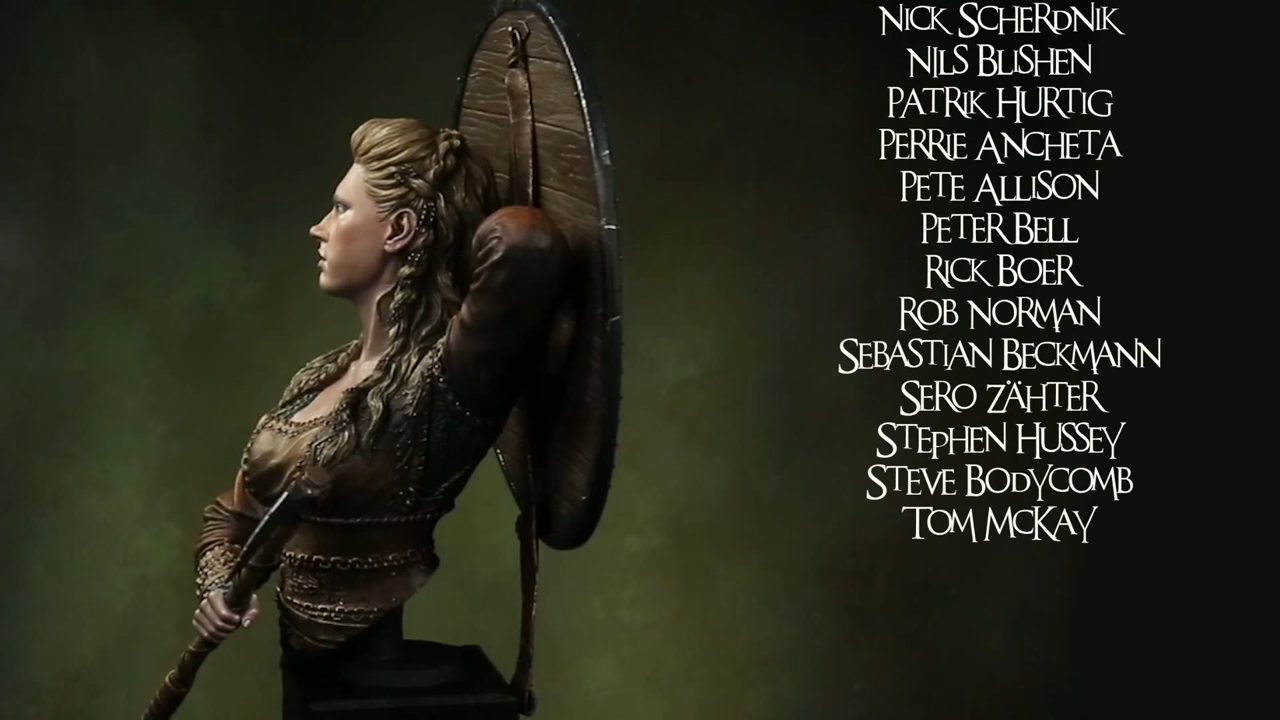 Nick Scherdnik
Nils Blishen
Patrik Hurtig
Perrie Ancheta
Pete Allison
Peter Bell
Rick Boer
Rob Norman
Sebastian Beckmann
Sero Zähter
Stephen Hussey
Steve Bodycomb
Tom McKay